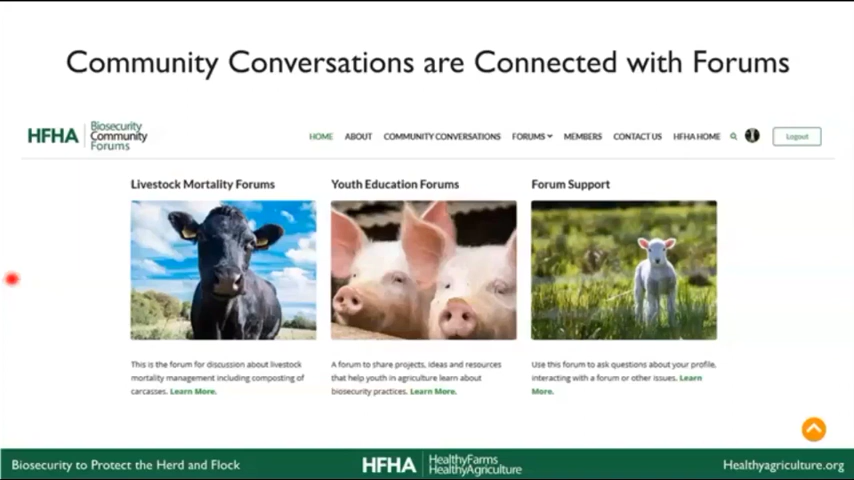 Community Conversations are Connected with Forums
HFHA
Biosecurity
Community
Forums
HOME ABOUT COMMUNITY CONVERSATIONS FORUMS MEMBERS CONTACT US HFHA HOME Logout
Livestock Mortality Forums
This is the forum for discussion about livestock
mortality management including composting of
carcasses. Learn More.
Youth Education Forums
A forum to share projects, ideas and resources
that help youth in agriculture learn about
biosecurity practices. Learn More.
Forum Support
Use this forum to ask questions about your profile,
interacting with a forum or other issues. Learn
More.
Biosecurity to Protect the Herd and Flock
HFHA
HealthyFarms
HealthyAgriculture
Healthyagriculture.org